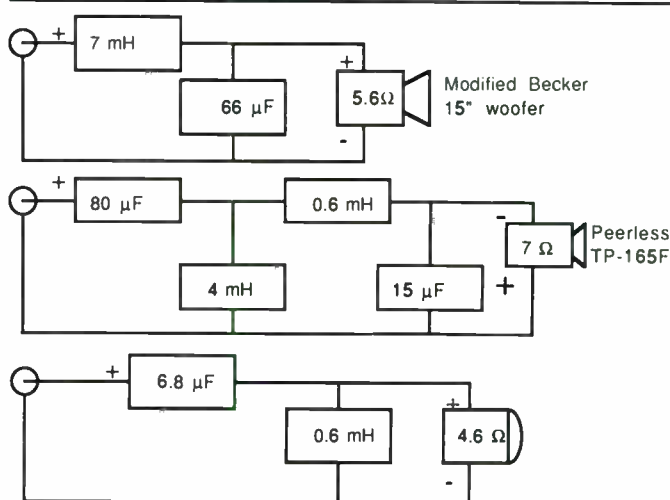 +
7 mH
66 µF
+
5.6Ω
-
Modified Becker
15" woofer
+
80 µF
0.6 mH
4 mH
15 µF
-
7 Ω
+
Peerless
TP-165F
+
6.8 µF
0.6 mH
+
4.6 Ω
-